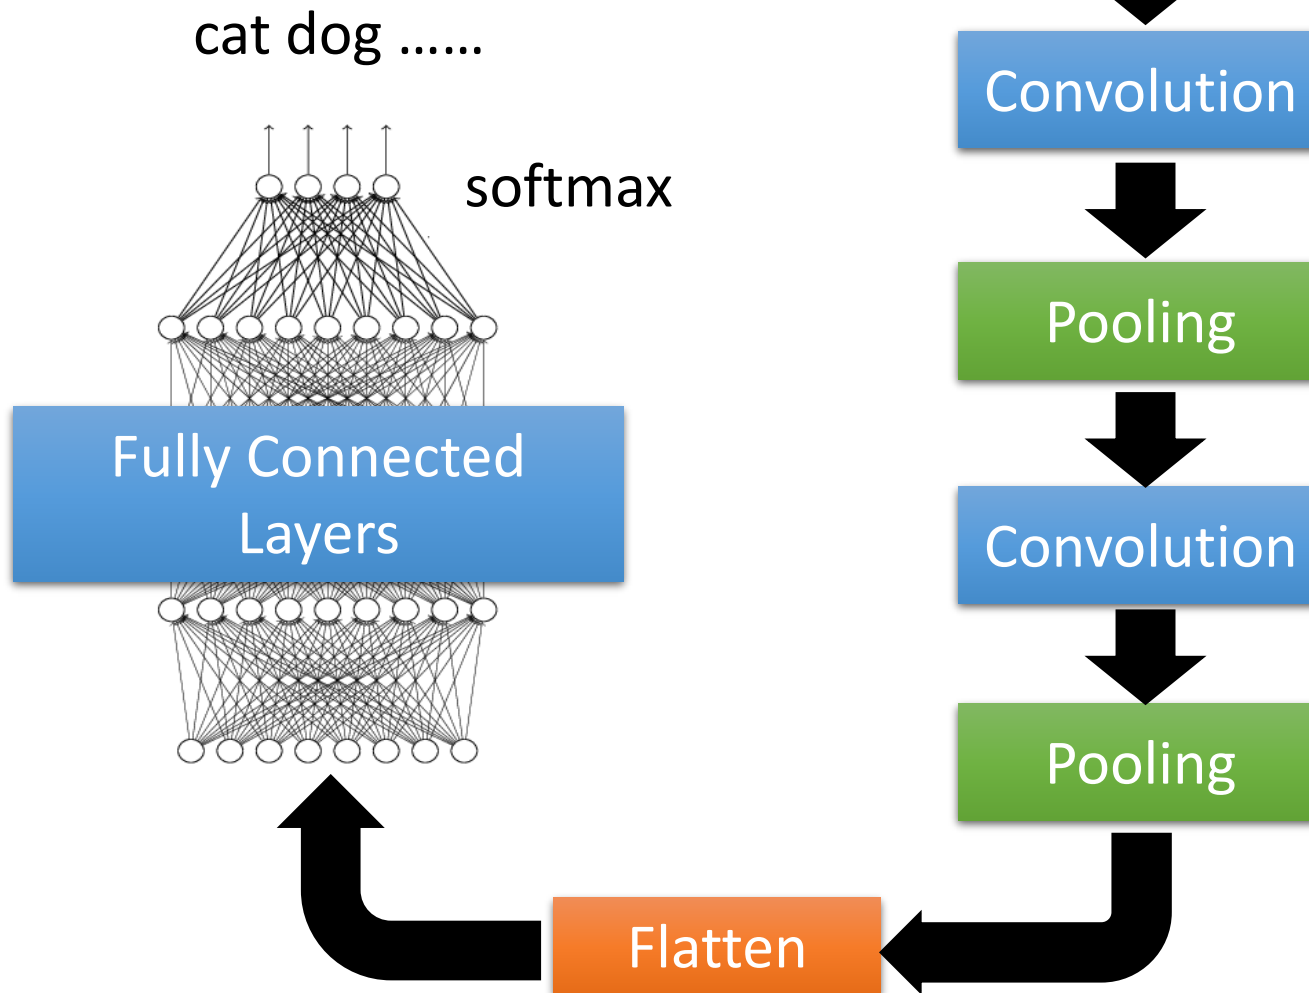 cat dog ……
softmax
Fully Connected
Layers
Convolution
Pooling
Convolution
Pooling
Flatten